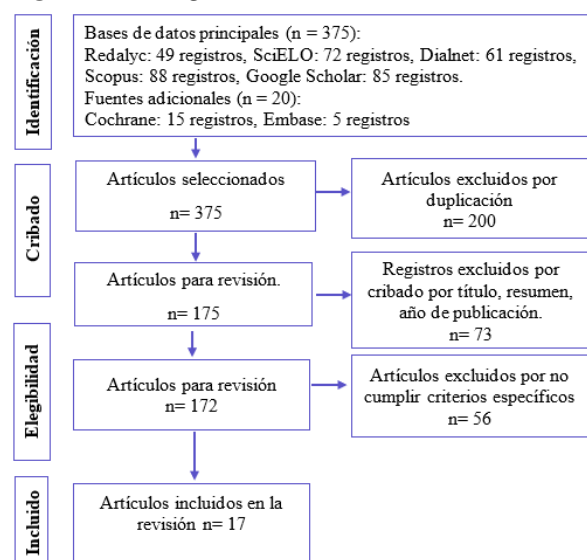 Identificación
Bases de datos principales (n = 375):
Redalyc: 49 registros, SciELO: 72 registros, Dialnet: 61 registros,
Scopus: 88 registros, Google Scholar: 85 registros.
Fuentes adicionales (n = 20):
Cochrane: 15 registros, Embase: 5 registros
Cribado
Artículos seleccionados
n= 375
Artículos excluidos por
duplicación
n= 200
Artículos para revisión.
n= 175
Registros excluidos por
cribado por título, resumen,
año de publicación.
n= 73
Elegibilidad
Artículos para revisión
n= 172
Artículos excluidos por no
cumplir criterios específicos
n= 56
Incluido
Artículos incluidos en la
revisión n= 17